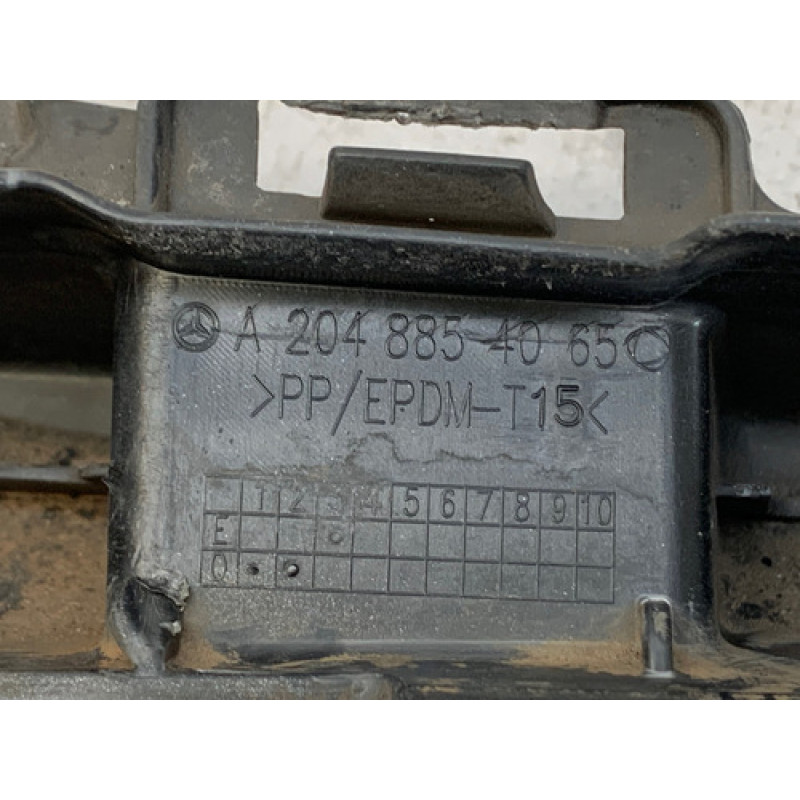 A 204 885 40 65
>PP/EPDM-T15<
1 2 3 4 5 6 7 8 9 10
E
Q